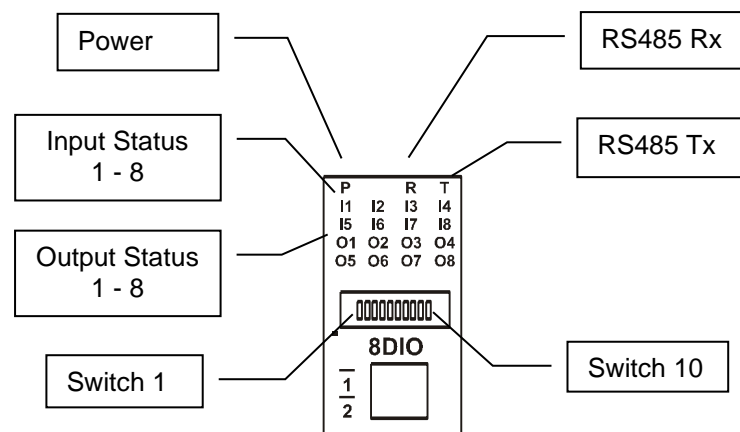 Power
RS485 Rx
Input Status
1 - 8
RS485 Tx
P R T
I1 I2 I3 I4
I5 I6 I7 I8
O1 O2 O3 O4
O5 O6 O7 O8
Output Status
1 - 8
8DIO
Switch 1
Switch 10
1
2